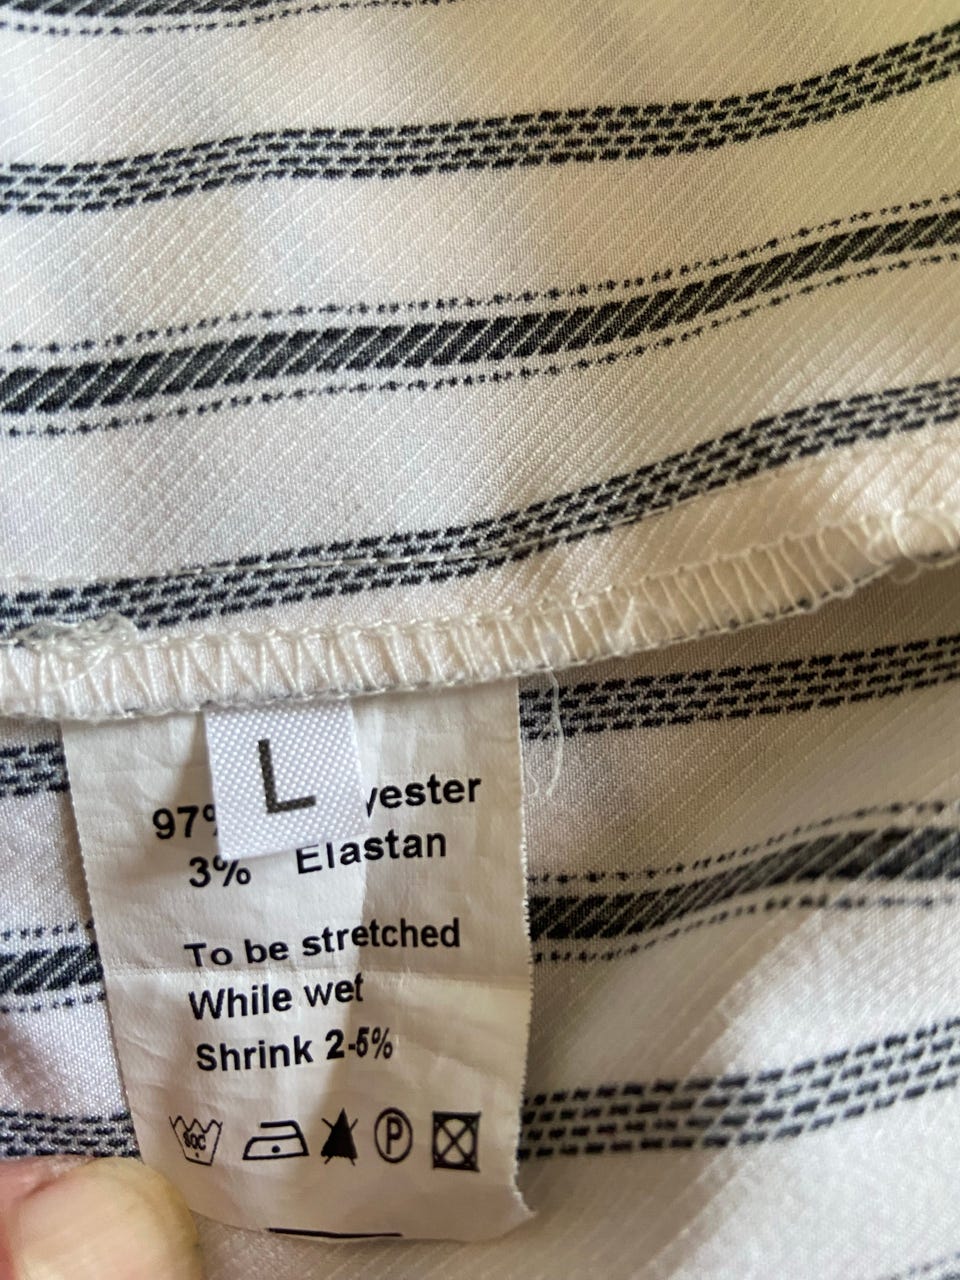 L
97% yester
3% Elastan
To be stretched
While wet
Shrink 2-5%
P